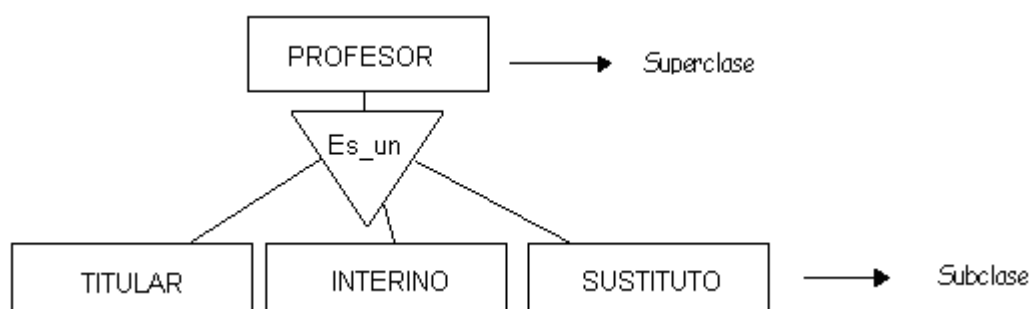 PROFESOR
Superclase
Es_un
TITULAR
INTERINO
SUSTITUTO
Subclase